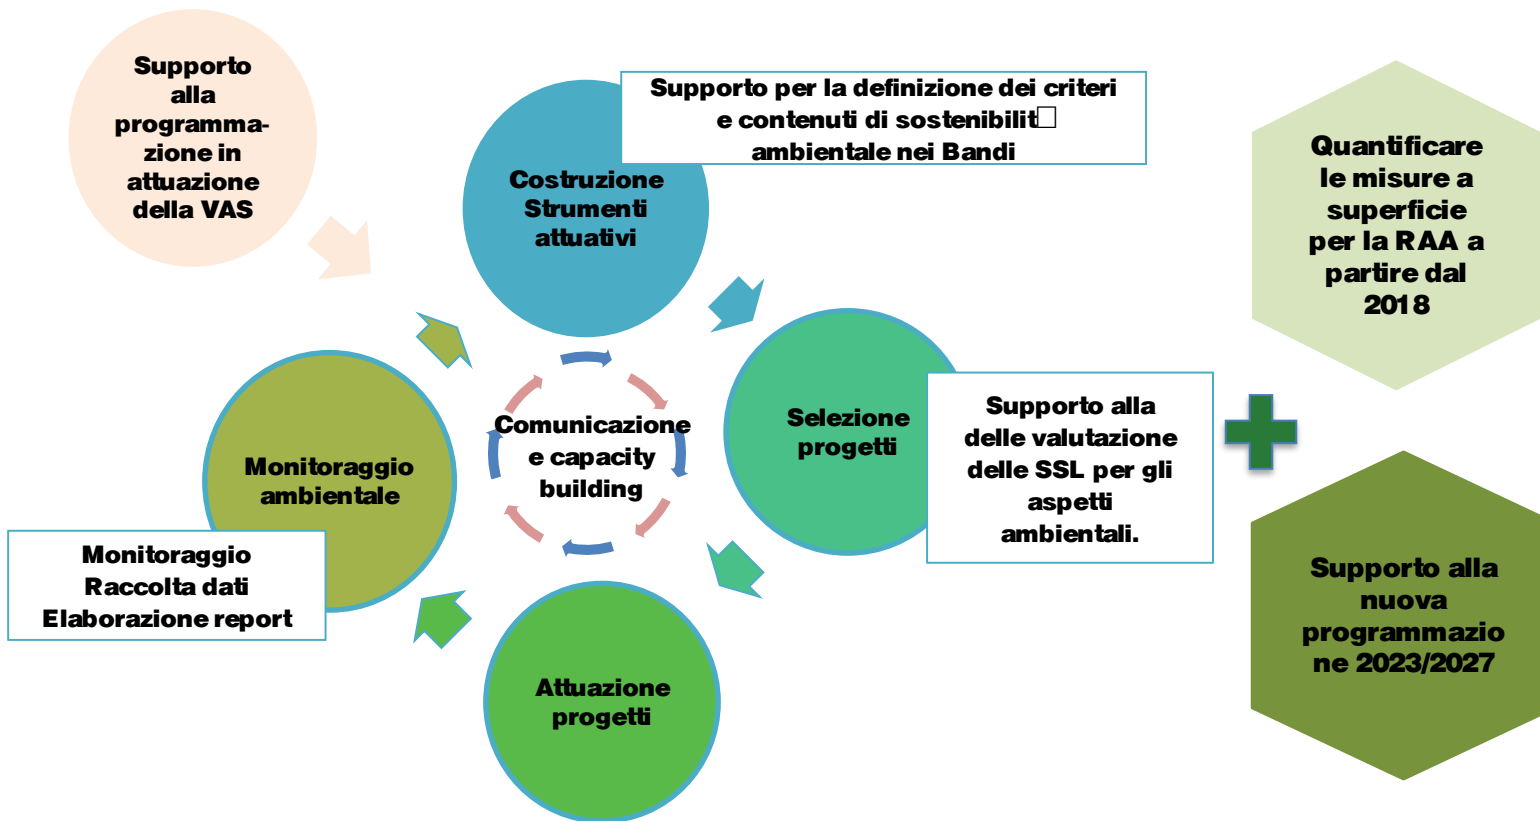 Supporto
alla
programma-
zione in
attuazione
della VAS
Supporto per la definizione dei criteri
e contenuti di sostenibilit□
ambientale nei Bandi
Costruzione
Strumenti
attuativi
Quantificare
le misure a
superficie
per la RAA a
partire dal
2018
Selezione
progetti
Supporto alla
delle valutazione
delle SSL per gli
aspetti
ambientali.
Comunicazione
e capacity
building
Monitoraggio
ambientale
Monitoraggio
Raccolta dati
Elaborazione report
Attuazione
progetti
Supporto alla
nuova
programmazio
ne 2023/2027